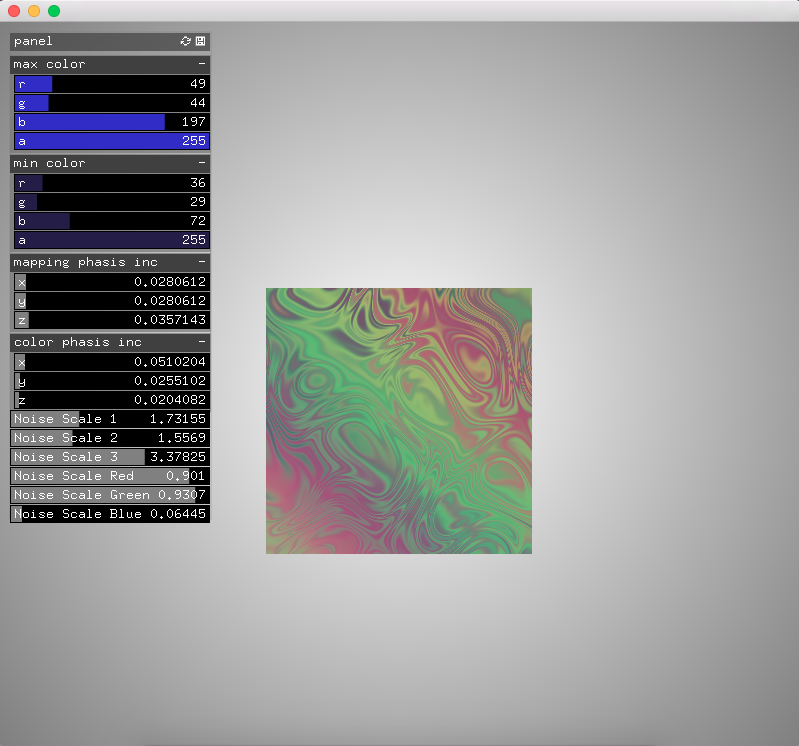 panel
max color -
r 49
g 44
b 197
a 255
min color -
r 36
g 29
b 72
a 255
mapping phasis inc -
x 0.0280612
y 0.0280612
z 0.0357143
color phasis inc -
x 0.0510204
y 0.0255102
z 0.0204082
Noise Scale 1 1.73155
Noise Scale 2 1.5569
Noise Scale 3 3.37825
Noise Scale Red 0.901
Noise Scale Green 0.9307
Noise Scale Blue 0.06445